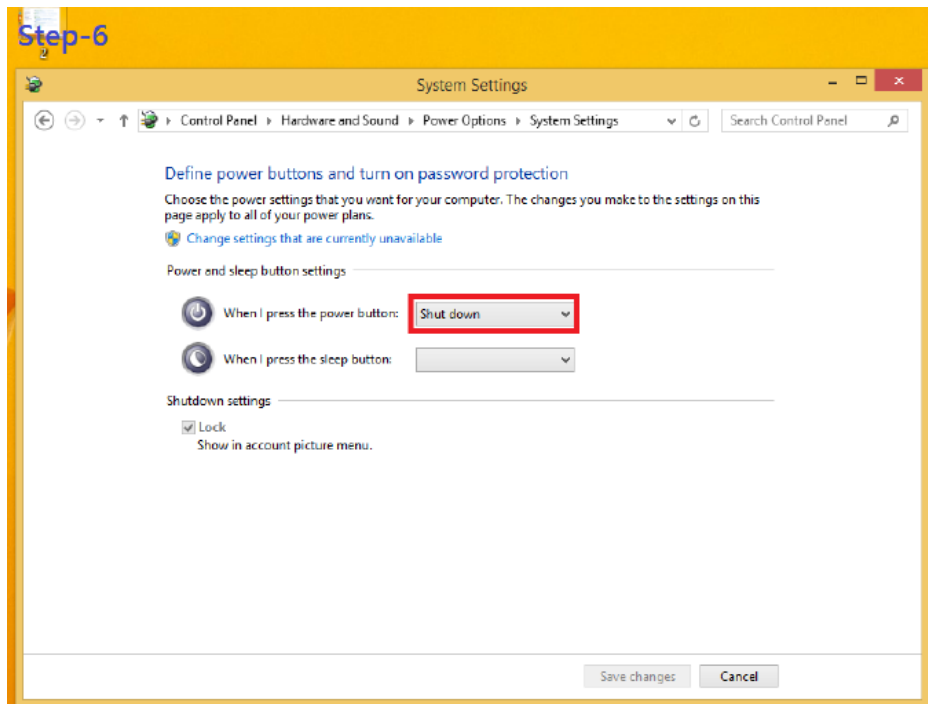 Step-6
System Settings
Control Panel Hardware and Sound Power Options System Settings Search Control Panel
Define power buttons and turn on password protection
Choose the power settings that you want for your computer. The changes you make to the settings on this
page apply to all of your power plans.
Change settings that are currently unavailable
Power and sleep button settings
When I press the power button: Shut down
When I press the sleep button:
Shutdown settings
Lock
Show in account picture menu.
Save changes Cancel